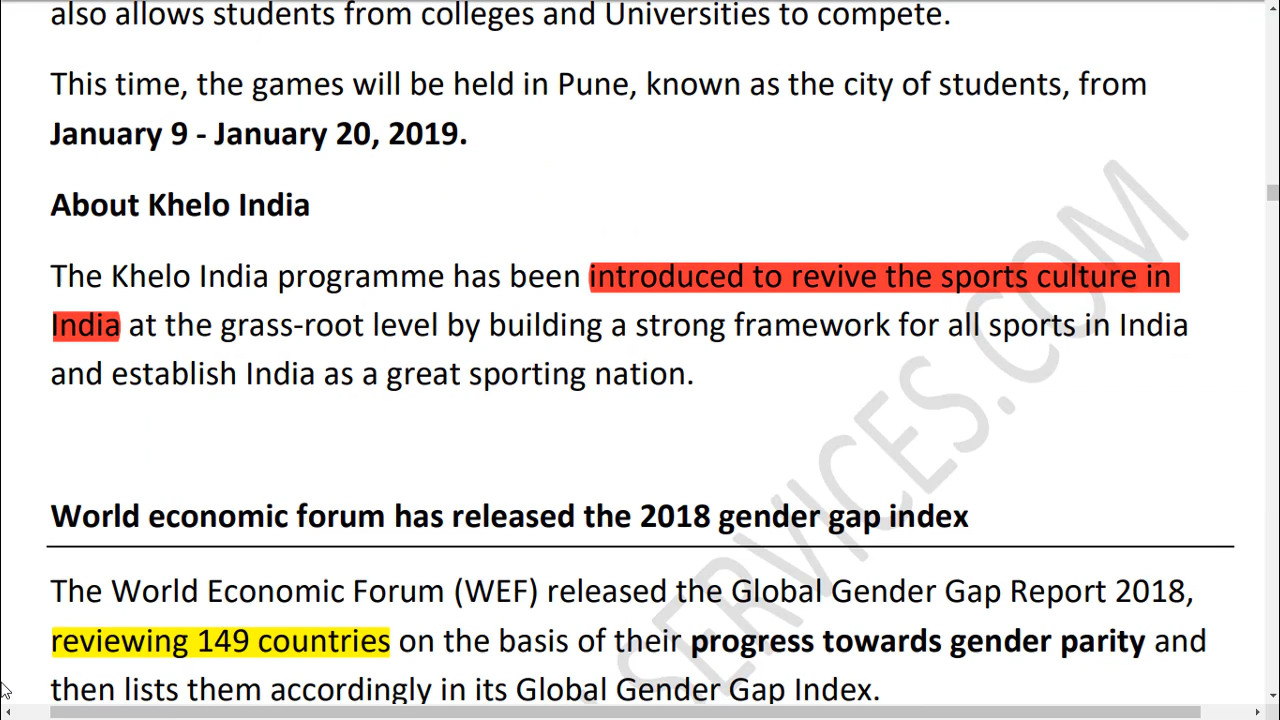 also allows students from colleges and Universities to compete.
This time, the games will be held in Pune, known as the city of students, from
January 9 - January 20, 2019.
About Khelo India
The Khelo India programme has been introduced to revive the sports culture in
India at the grass-root level by building a strong framework for all sports in India
and establish India as a great sporting nation.
World economic forum has released the 2018 gender gap index
The World Economic Forum (WEF) released the Global Gender Gap Report 2018,
reviewing 149 countries on the basis of their progress towards gender parity and
then lists them accordingly in its Global Gender Gap Index.
SERVICES.COM